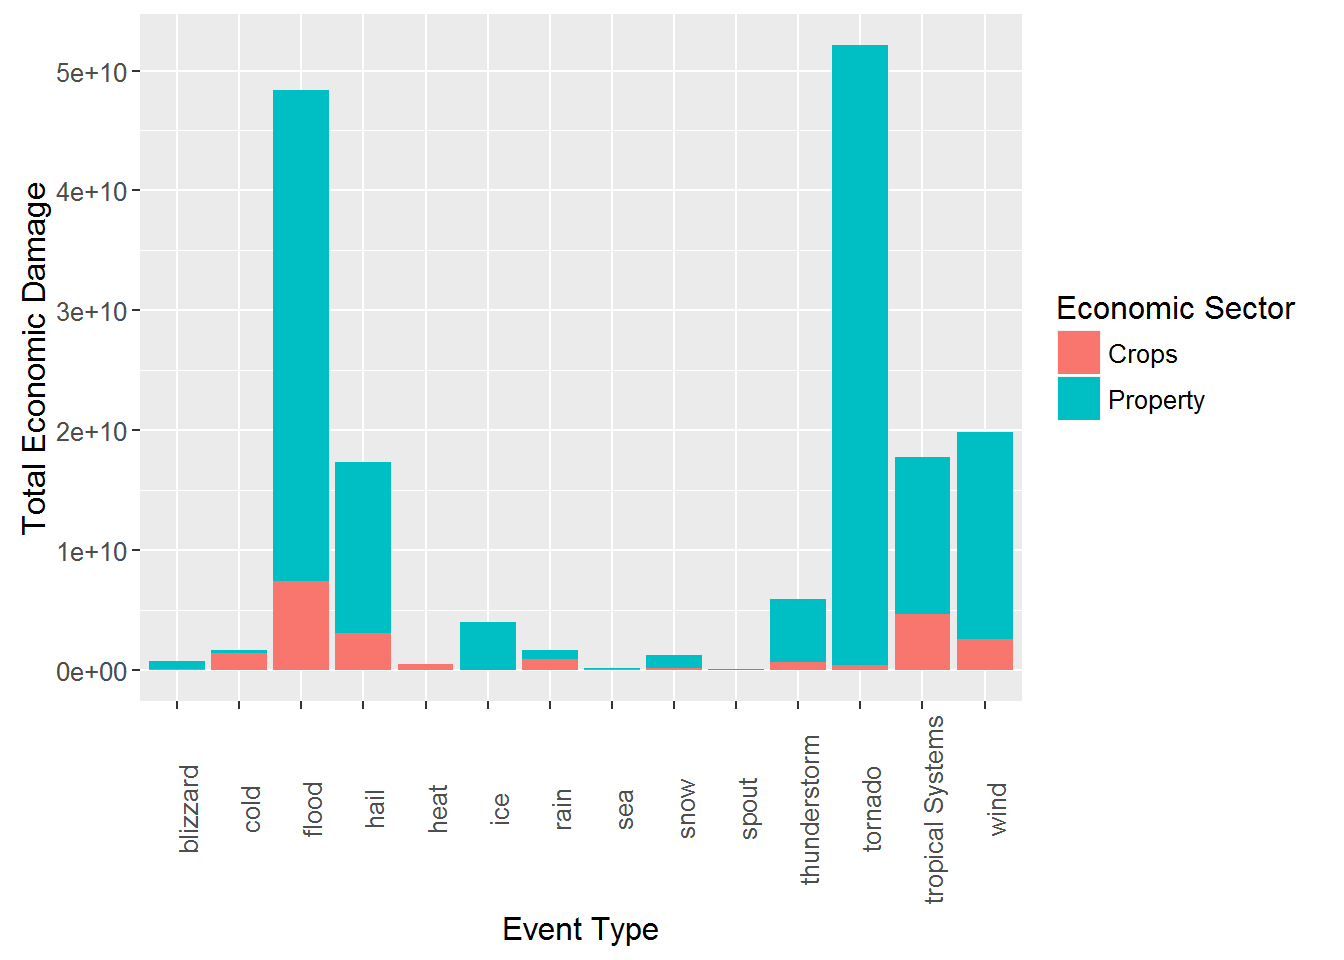 Total Economic Damage
5e+10
4e+10
3e+10
2e+10
1e+10
0e+00
blizzard
cold
flood
hail
heat
ice
rain
sea
snow
spout
thunderstorm
tornado
tropical Systems
wind
Event Type
Economic Sector
Crops
Property